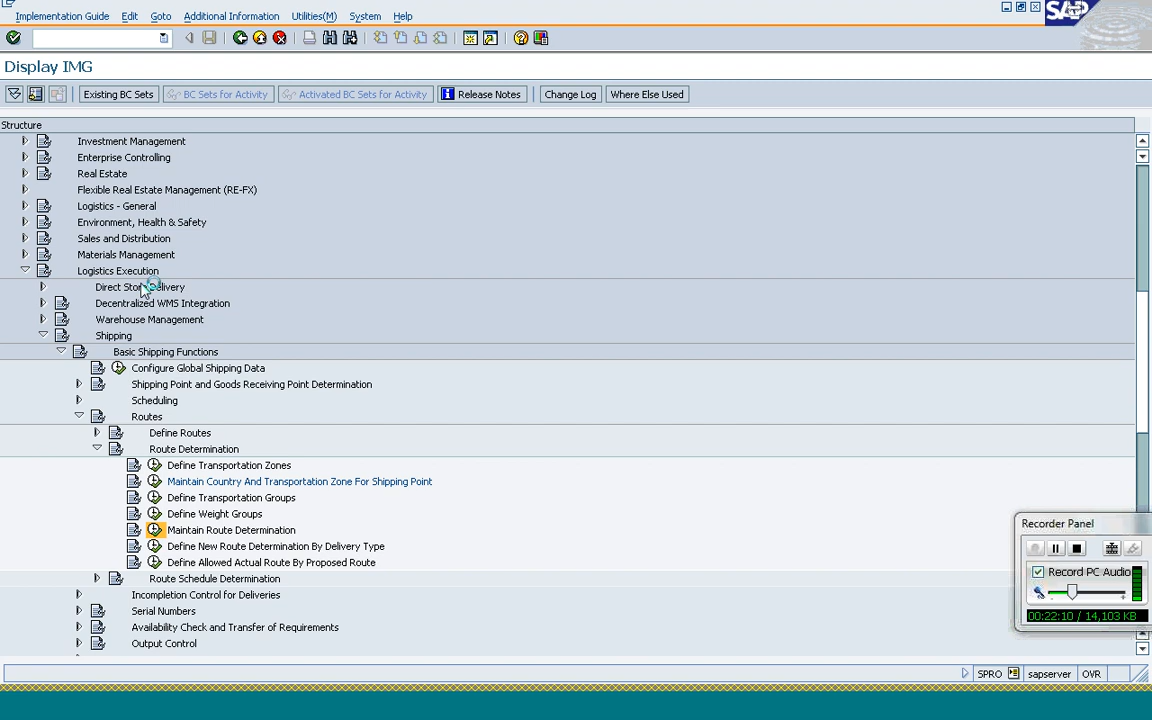 Implementation Guide Edit Goto Additional Information Utilities(M) System Help
SAP
Display IMG
Existing BC Sets BC Sets for Activity Activated BC Sets for Activity Release Notes Change Log Where Else Used
Structure
Investment Management
Enterprise Controlling
Real Estate
Flexible Real Estate Management (RE-FX)
Logistics - General
Environment, Health & Safety
Sales and Distribution
Materials Management
Logistics Execution
Direct Store Delivery
Decentralized WMS Integration
Warehouse Management
Shipping
Basic Shipping Functions
Configure Global Shipping Data
Shipping Point and Goods Receiving Point Determination
Scheduling
Routes
Define Routes
Route Determination
Define Transportation Zones
Maintain Country And Transportation Zone For Shipping Point
Define Transportation Groups
Define Weight Groups
Maintain Route Determination
Define New Route Determination By Delivery Type
Define Allowed Actual Route By Proposed Route
Route Schedule Determination
Incompletion Control for Deliveries
Serial Numbers
Availability Check and Transfer of Requirements
Output Control
Recorder Panel
Record PC Audio
00:22:10 / 14,103 KB
SPRO sapserver OVR